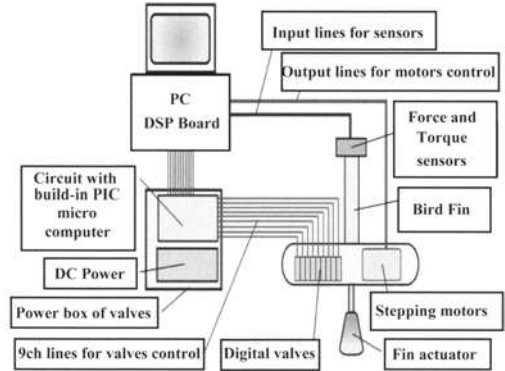 Input lines for sensors
Output lines for motors control
PC
DSP Board
Force and
Torque
sensors
Circuit with
build-in PIC
micro
computer
Bird Fin
DC Power
Power box of valves
Stepping motors
9ch lines for valves control
Digital valves
Fin actuator